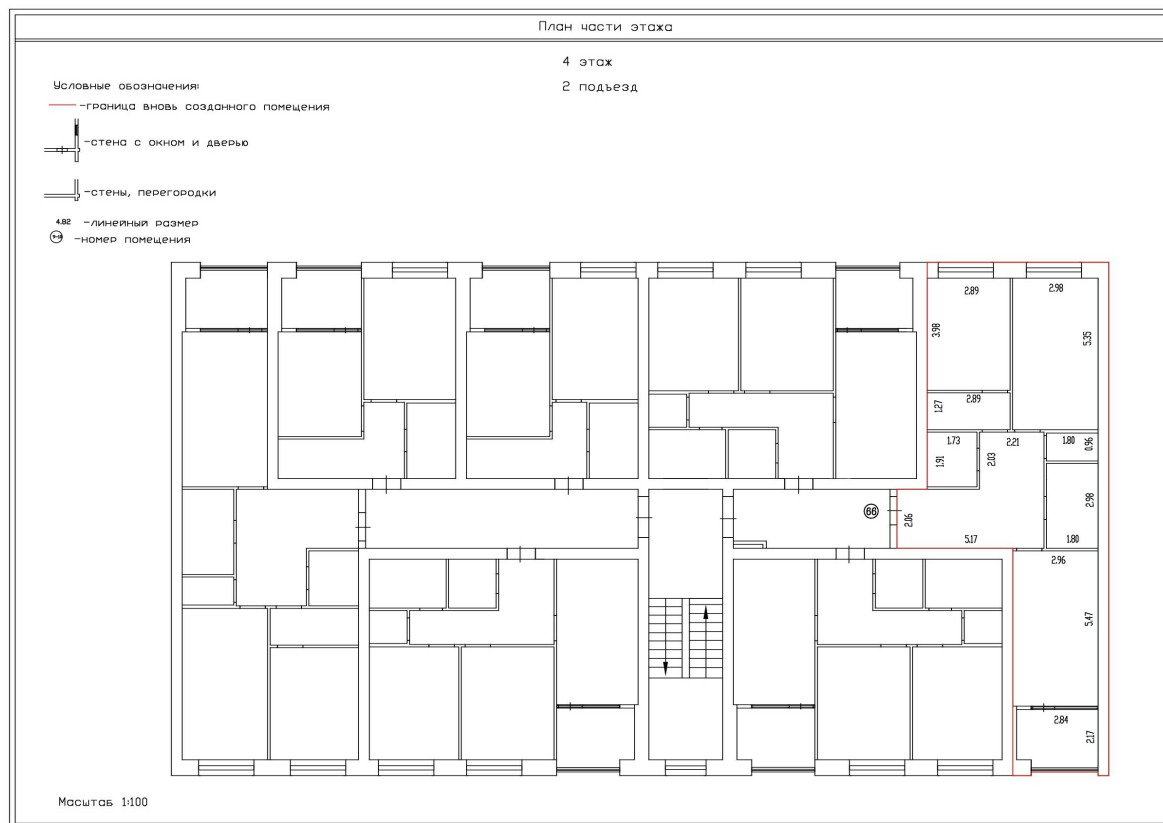 План части этажа
4 этаж
2 подъезд
Условные обозначения:
-граница вновь созданного помещения
-стена с окном и дверью
-стены, перегородки
4.82 -линейный размер
-номер помещения
2.89 2.98
3.98 5.35
1.27 2.89
1.73 2.21 1.80
1.91 2.03 0.96
2.98
66 2.06
5.17 1.80
2.96
5.47
2.84
2.17
Масштаб 1:100